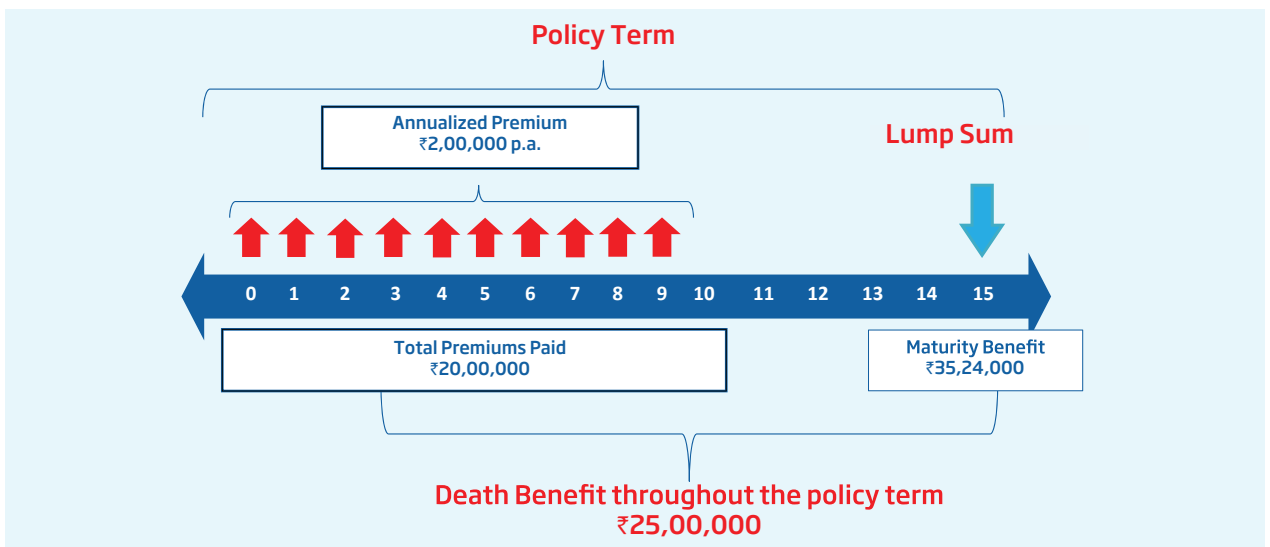 Policy Term
Annualized Premium
₹2,00,000 p.a.
Lump Sum
0 1 2 3 4 5 6 7 8 9 10 11 12 13 14 15
Total Premiums Paid
₹20,00,000
Maturity Benefit
₹35,24,000
Death Benefit throughout the policy term
₹25,00,000